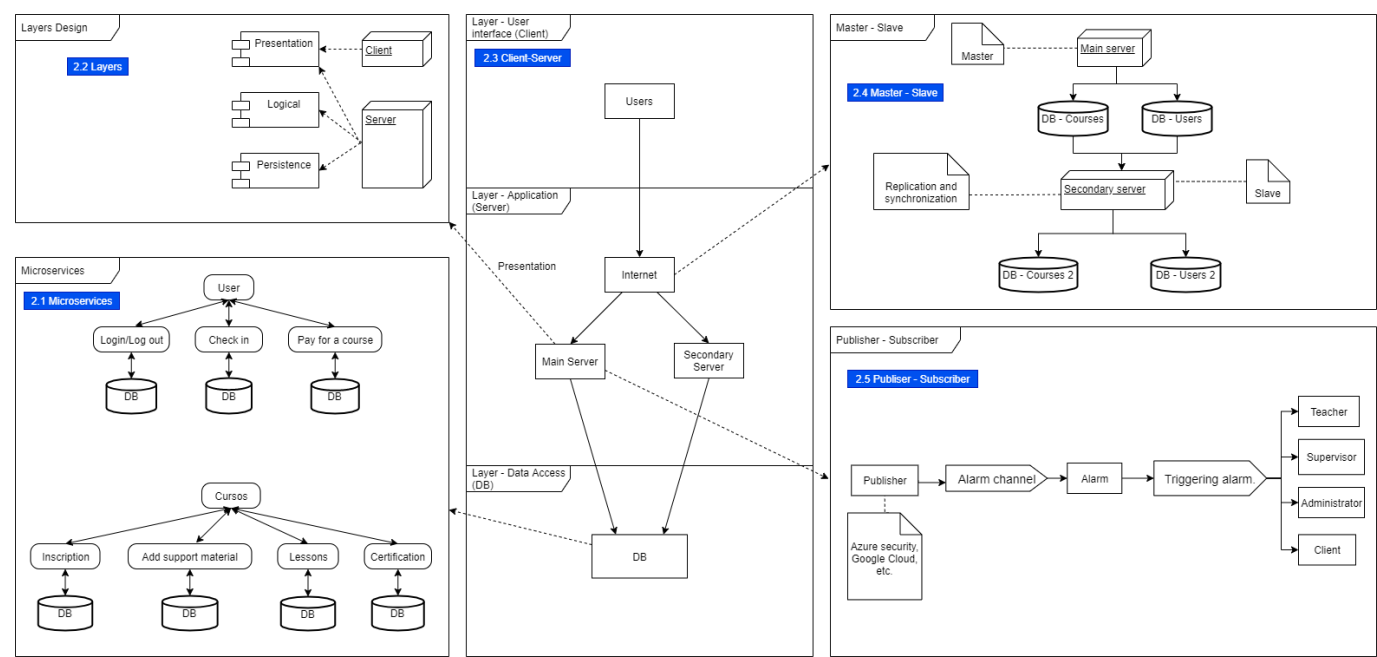 Layers Design
2.2 Layers
Presentation
Client
Logical
Server
Persistence
Microservices
2.1 Microservices
User
Login/Log out
Check in
Pay for a course
DB
DB
DB
Cursos
Inscription
Add support material
Lessons
Certification
DB
DB
DB
DB
Layer - User
interface (Client)
2.3 Client-Server
Users
Layer - Application
(Server)
Presentation
Internet
Main Server
Secondary
Server
Layer - Data Access
(DB)
DB
Master - Slave
Master
Main server
2.4 Master - Slave
DB - Courses
DB - Users
Replication and
synchronization
Secondary server
Slave
DB - Courses 2
DB - Users 2
Publisher - Subscriber
2.5 Publiser - Subscriber
Publisher
Alarm channel
Alarm
Triggering alarm.
Teacher
Supervisor
Administrator
Client
Azure security,
Google Cloud,
etc.